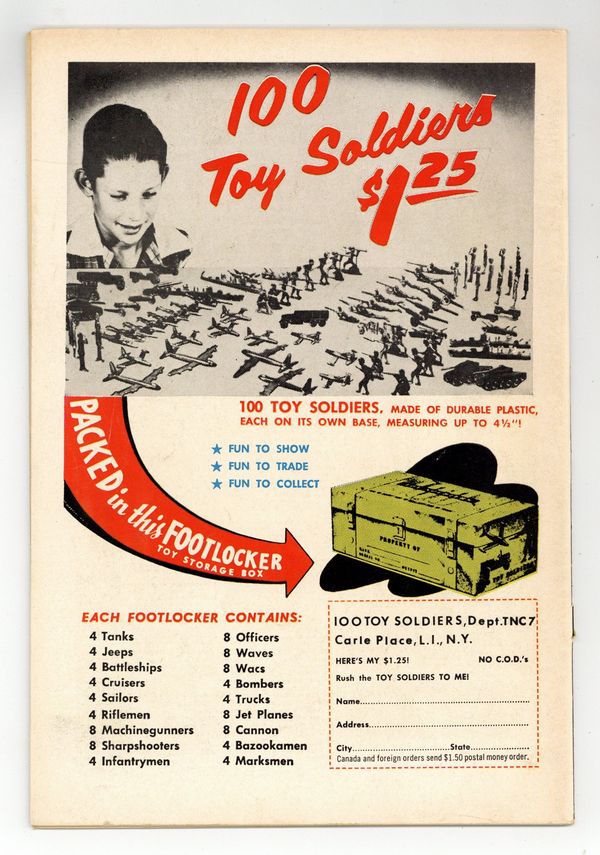 100
Toy Soldiers
$1.25
100 TOY SOLDIERS, MADE OF DURABLE PLASTIC,
EACH ON ITS OWN BASE, MEASURING UP TO 4½"!
★ FUN TO SHOW
★ FUN TO TRADE
★ FUN TO COLLECT
PACKED in this FOOTLOCKER
TOY STORAGE BOX
PROPERTY OF
TOY SOLDIERS
EACH FOOTLOCKER CONTAINS:
4 Tanks
4 Jeeps
4 Battleships
4 Cruisers
4 Sailors
4 Riflemen
8 Machinegunners
8 Sharpshooters
4 Infantrymen
8 Officers
8 Waves
8 Wacs
4 Bombers
4 Trucks
8 Jet Planes
8 Cannon
4 Bazookamen
4 Marksmen
100 TOY SOLDIERS, Dept. TNC7
Carle Place, L.I., N.Y.
HERE'S MY $1.25! NO C.O.D.'s
Rush the TOY SOLDIERS TO ME!
Name
Address
City State
Canada and foreign orders send $1.50 postal money order.